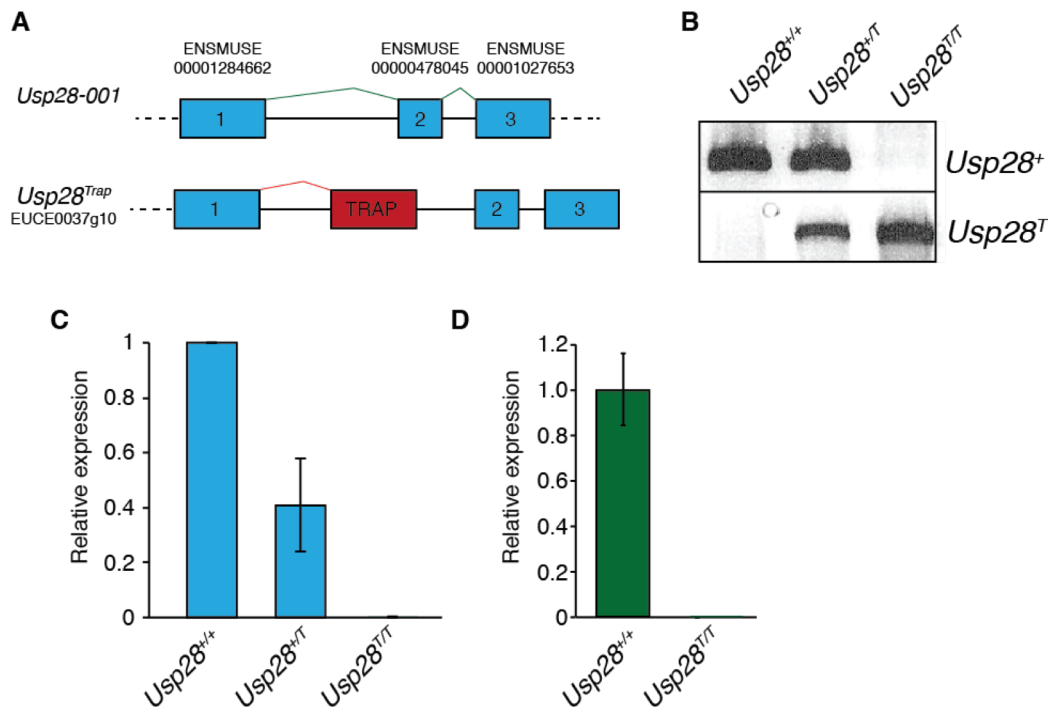 A
ENSMUSE 00001284662
ENSMUSE 00000478045
ENSMUSE 00001027653
Usp28-001
1
2
3
Usp28Trap
EUCE0037g10
1
TRAP
2
3
B
Usp28+/+
Usp28+/T
Usp28T/T
Usp28+
Usp28T
C
Relative expression
1
0.8
0.6
0.4
0.2
0
Usp28+/+
Usp28+/T
Usp28T/T
D
Relative expression
1.2
1.0
0.8
0.6
0.4
0.2
0
Usp28+/+
Usp28T/T